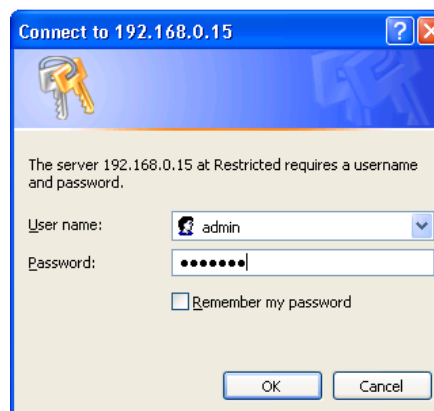 Connect to 192.168.0.15
The server 192.168.0.15 at Restricted requires a username
and password.
User name:
admin
Password:
•••••••
Remember my password
OK
Cancel